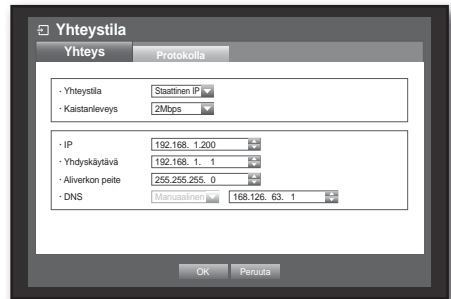 Yhteystila
Yhteys Protokolla
· Yhteystila Staattinen IP
· Kaistanleveys 2Mbps
· IP 192.168. 1.200
· Yhdyskäytävä 192.168. 1. 1
· Aliverkon peite 255.255.255. 0
· DNS Manuaalinen 168.126. 63. 1
OK Peruuta